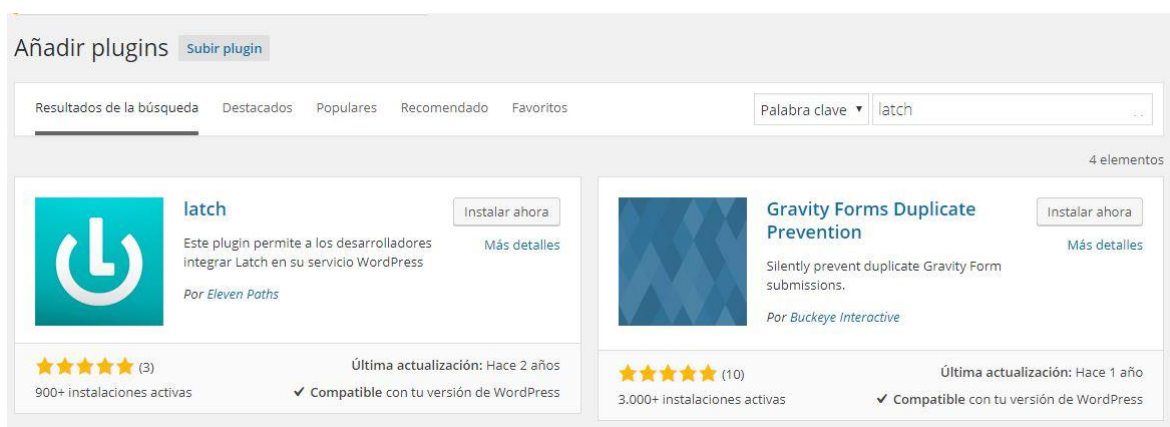 Añadir plugins Subir plugin
Resultados de la búsqueda Destacados Populares Recomendado Favoritos Palabra clave latch
4 elementos
latch
Instalar ahora
Este plugin permite a los desarrolladores
integrar Latch en su servicio WordPress
Más detalles
Por Eleven Paths
(3)
Última actualización: Hace 2 años
900+ instalaciones activas
✔ Compatible con tu versión de WordPress
Gravity Forms Duplicate
Prevention
Instalar ahora
Más detalles
Silently prevent duplicate Gravity Form
submissions.
Por Buckeye Interactive
(10)
Última actualización: Hace 1 año
3.000+ instalaciones activas
✔ Compatible con tu versión de WordPress